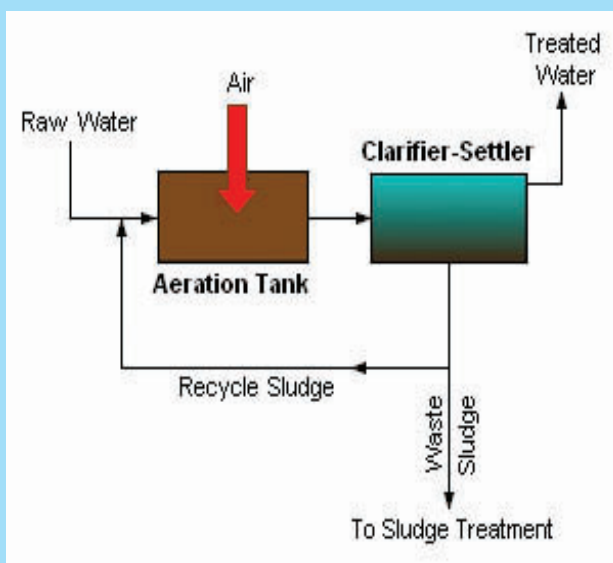 Treated
Water
Air
Raw Water
Clarifier-Settler
Aeration Tank
Recycle Sludge
Waste
Sludge
To Sludge Treatment